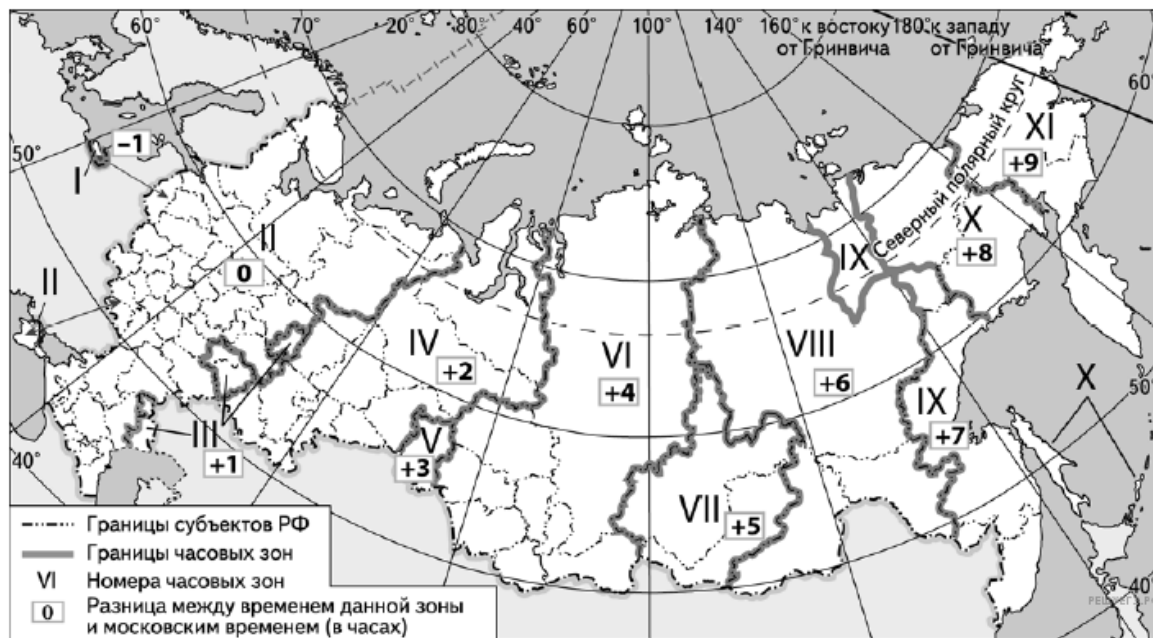 60° 70° 20° 80° 100° 140° 160° к востоку 180° к западу
от Гринвича от Гринвича
60°
50°
–1
I
Северный полярный круг
XI
+9
II
0
X
+8
IX
II
IV
+2
VI
+4
VIII
+6
X
50°
IX
+7
40°
III
+1
V
+3
VII
+5
40°
Границы субъектов РФ
Границы часовых зон
VI Номера часовых зон
0 Разница между временем данной зоны
и московским временем (в часах)